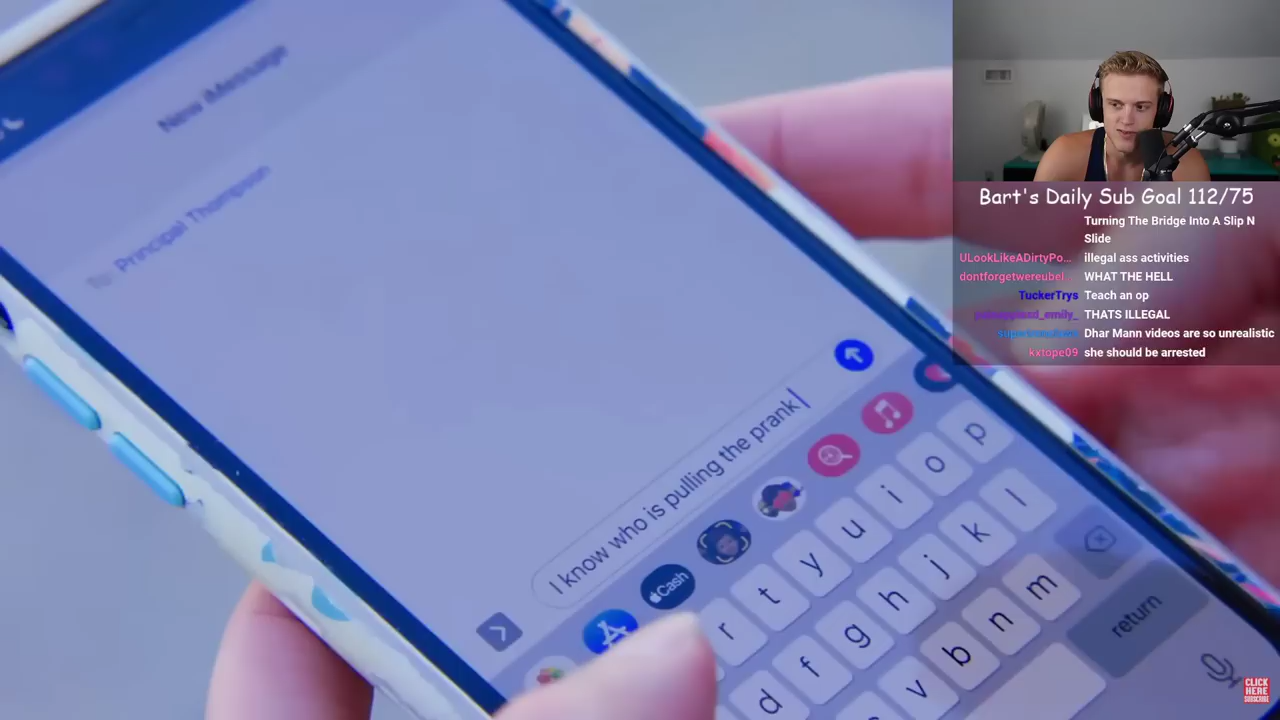 New iMessage
To: Principal Thompson
I know who is pulling the prank
Cash
p
o
i
u
y
t
r
l
k
j
h
g
f
d
m
n
b
v
return
Bart's Daily Sub Goal 112/75
Turning The Bridge Into A Slip N
Slide
ULookLikeADirtyPo... illegal ass activities
dontforgetwereubel... WHAT THE HELL
TuckerTrys Teach an op
THATS ILLEGAL
Dhar Mann videos are so unrealistic
kxtope09 she should be arrested
CLICK
HERE
SUBSCRIBE